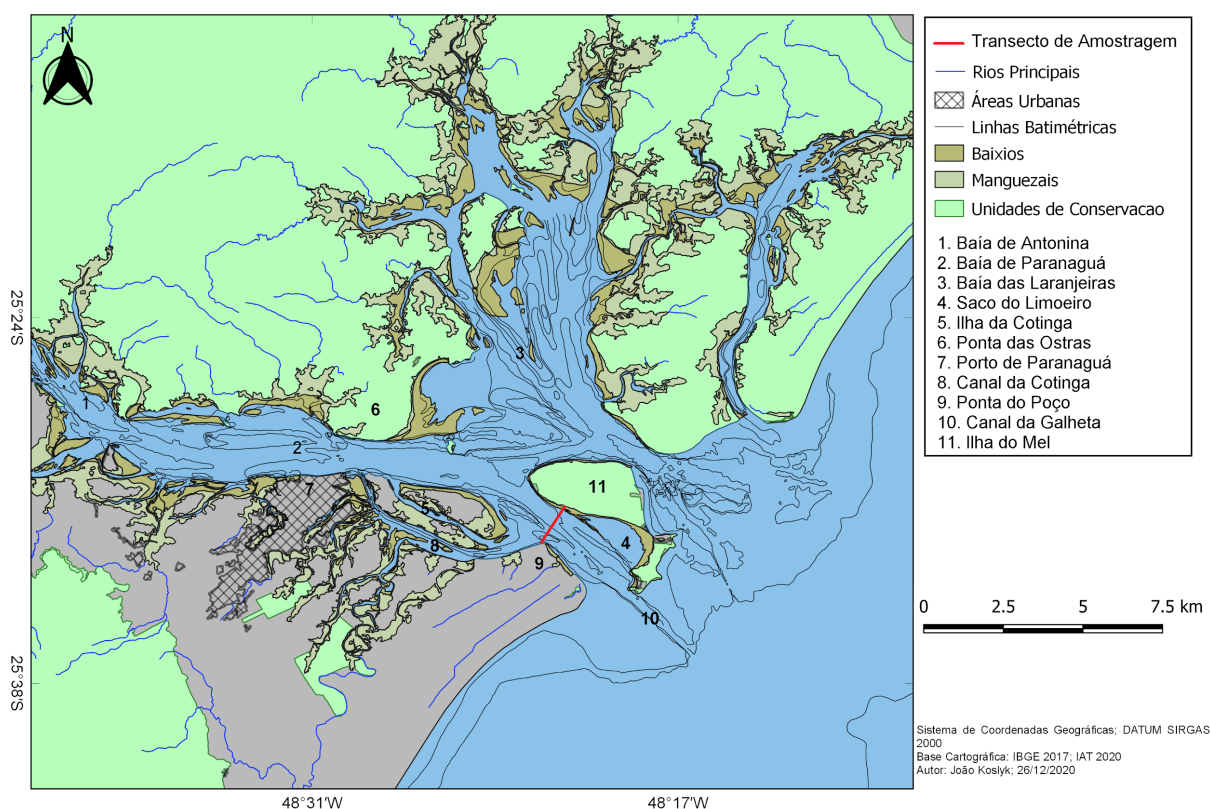 N
Transecto de Amostragem
Rios Principais
Áreas Urbanas
Linhas Batimétricas
Baixios
Manguezais
Unidades de Conservacao
1. Baía de Antonina
2. Baía de Paranaguá
3. Baía das Laranjeiras
4. Saco do Limoeiro
5. Ilha da Cotinga
6. Ponta das Ostras
7. Porto de Paranaguá
8. Canal da Cotinga
9. Ponta do Poço
10. Canal da Galheta
11. Ilha do Mel
25°24'S
25°38'S
48°31'W
48°17'W
1
2
3
6
7
5
8
9
11
4
10
0 2.5 5 7.5 km
Sistema de Coordenadas Geográficas; DATUM SIRGAS
2000
Base Cartográfica: IBGE 2017; IAT 2020
Autor: João Koslyk; 26/12/2020